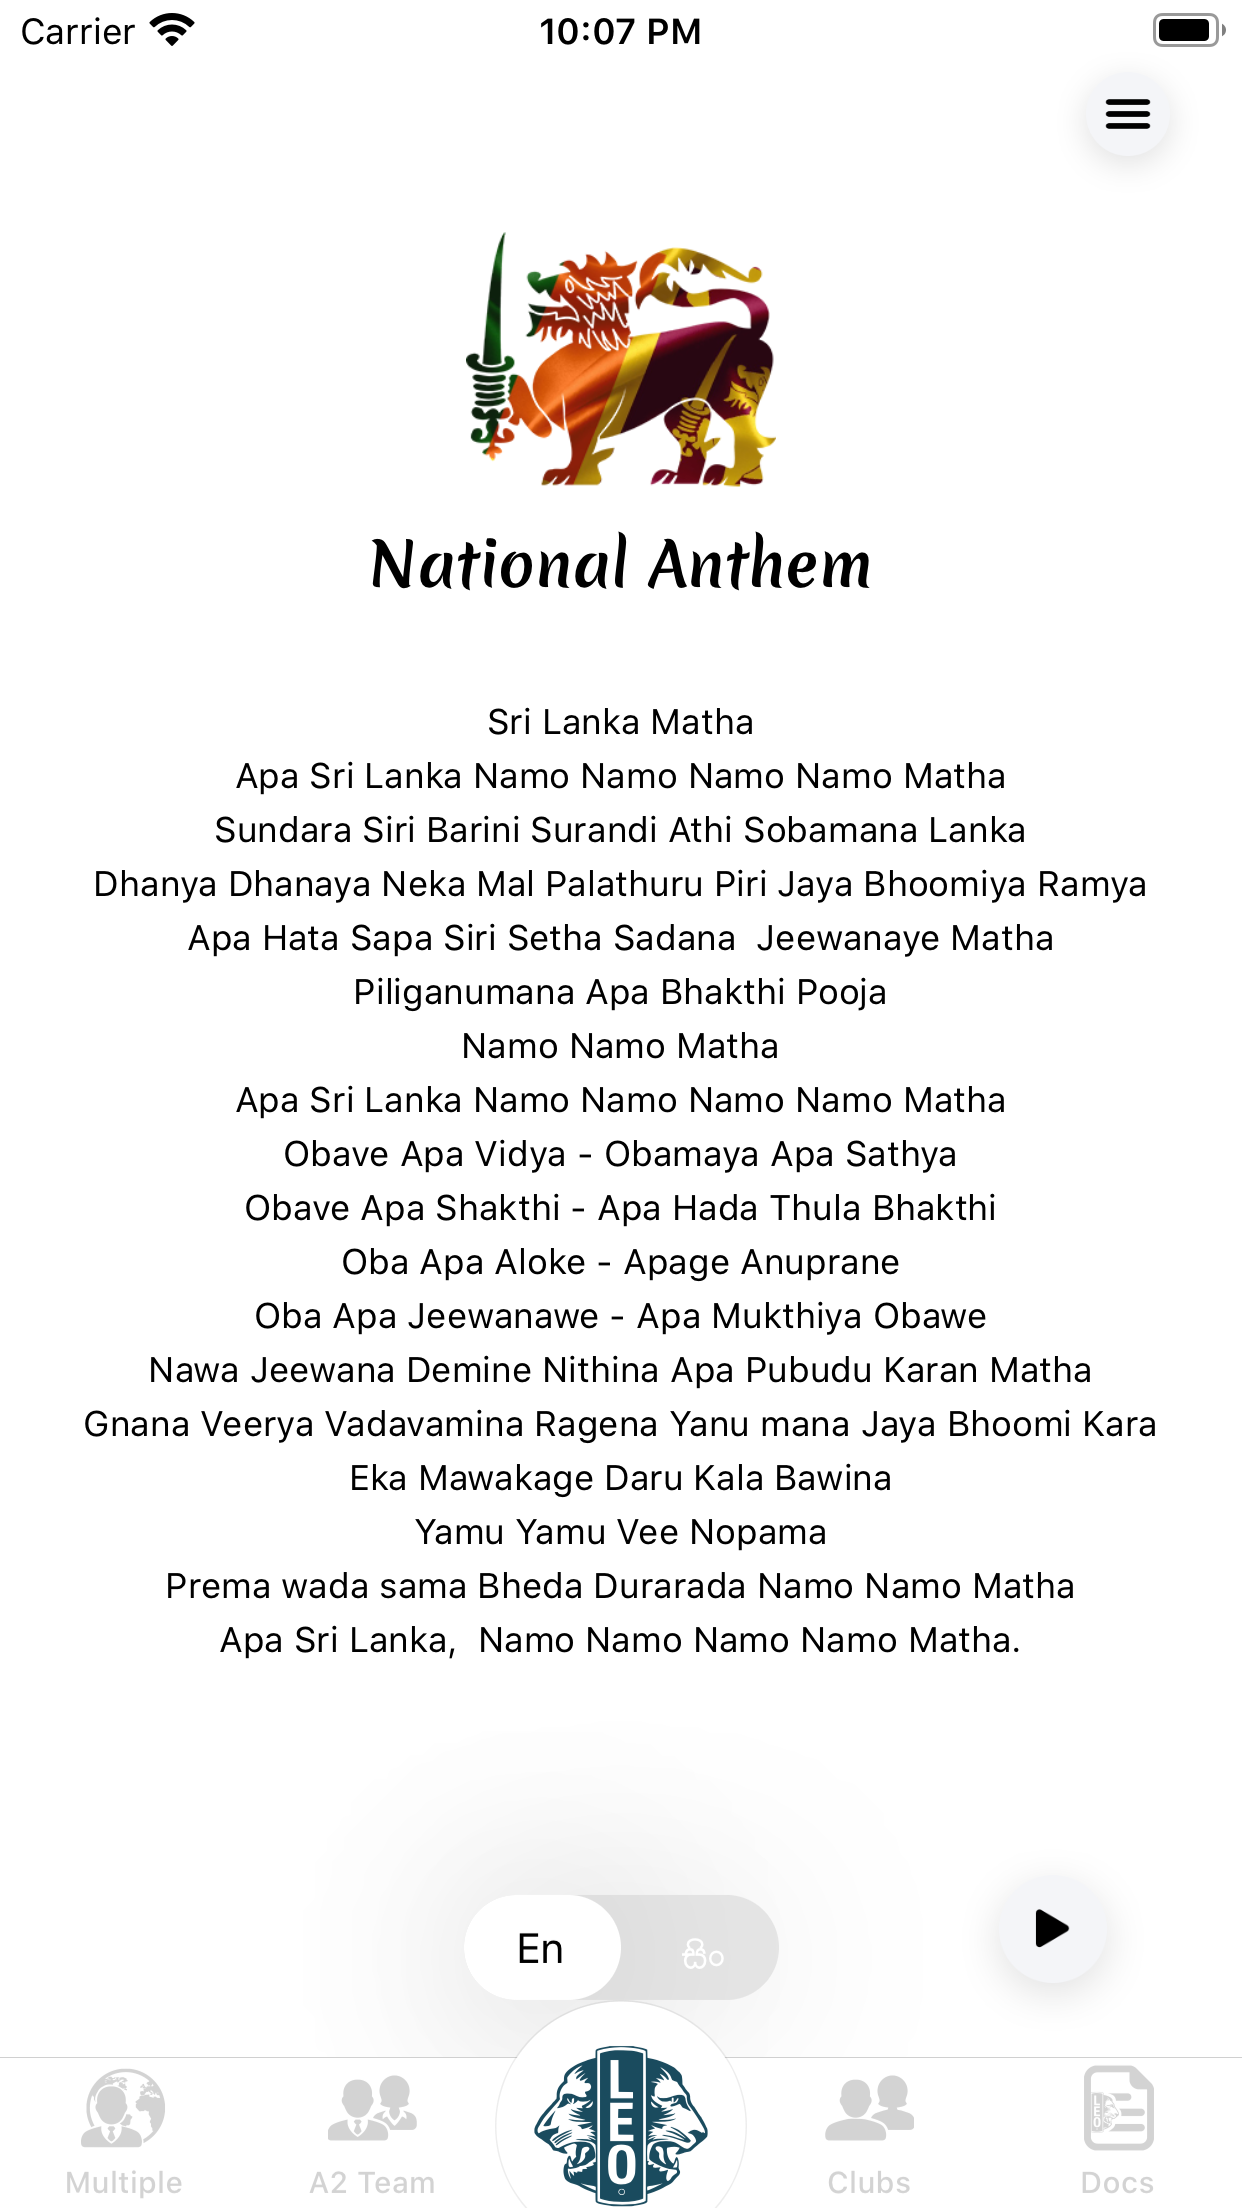 Carrier 10:07 PM
National Anthem
Sri Lanka Matha
Apa Sri Lanka Namo Namo Namo Namo Matha
Sundara Siri Barini Surandi Athi Sobamana Lanka
Dhanya Dhanaya Neka Mal Palathuru Piri Jaya Bhoomiya Ramya
Apa Hata Sapa Siri Setha Sadana  Jeewanaye Matha
Piliganumana Apa Bhakthi Pooja
Namo Namo Matha
Apa Sri Lanka Namo Namo Namo Namo Matha
Obave Apa Vidya - Obamaya Apa Sathya
Obave Apa Shakthi - Apa Hada Thula Bhakthi
Oba Apa Aloke - Apage Anuprane
Oba Apa Jeewanawe - Apa Mukthiya Obawe
Nawa Jeewana Demine Nithina Apa Pubudu Karan Matha
Gnana Veerya Vadavamina Ragena Yanu mana Jaya Bhoomi Kara
Eka Mawakage Daru Kala Bawina
Yamu Yamu Vee Nopama
Prema wada sama Bheda Durarada Namo Namo Matha
Apa Sri Lanka,  Namo Namo Namo Namo Matha.
En සිං
LEO
LEO
Multiple A2 Team Clubs Docs